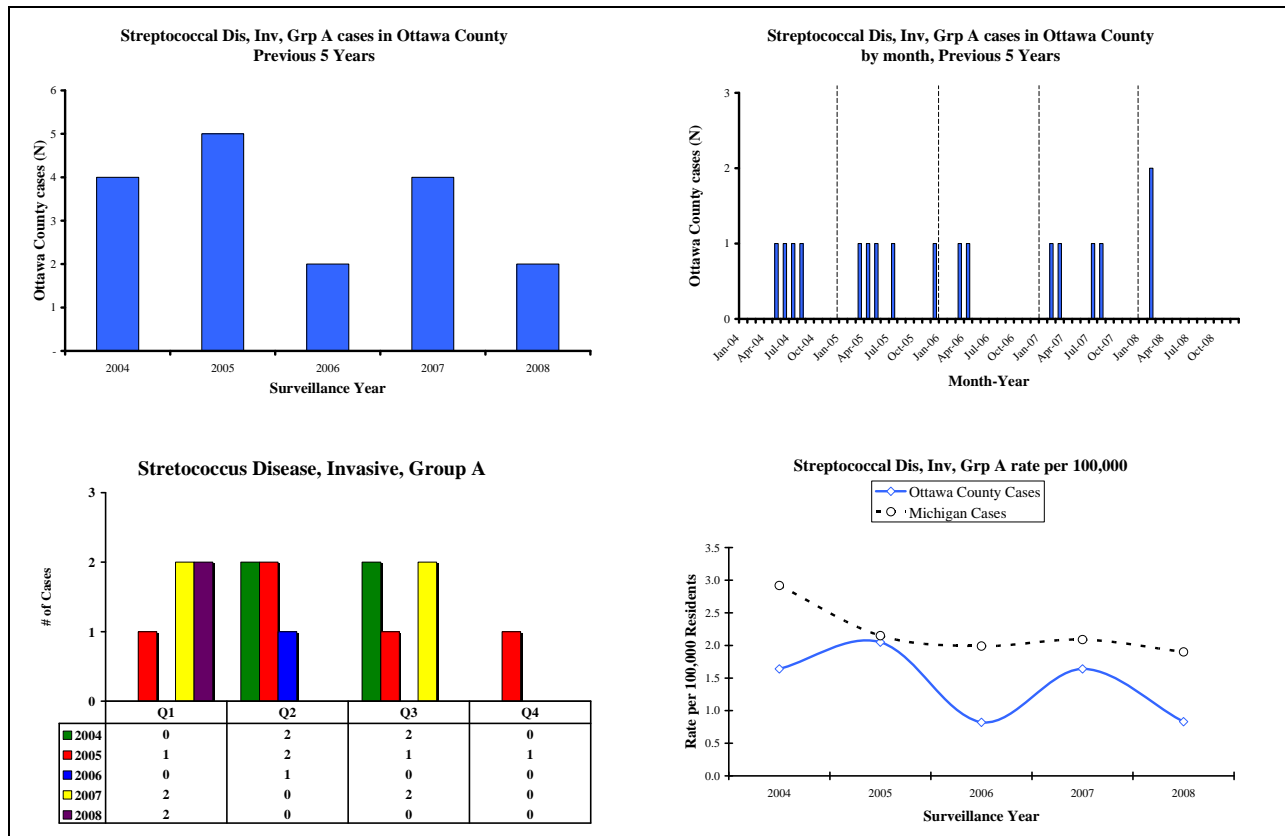 Streptococcal Dis, Inv, Grp A cases in Ottawa County
Previous 5 Years
Ottawa County cases (N)
6
5
4
3
2
1
-
2004 2005 2006 2007 2008
Surveillance Year
Streptococcal Dis, Inv, Grp A cases in Ottawa County
by month, Previous 5 Years
Ottawa County cases (N)
3
2
1
0
Jan-04 Apr-04 Jul-04 Oct-04 Jan-05 Apr-05 Jul-05 Oct-05 Jan-06 Apr-06 Jul-06 Oct-06 Jan-07 Apr-07 Jul-07 Oct-07 Jan-08 Apr-08 Jul-08 Oct-08
Month-Year
Stretococcus Disease, Invasive, Group A
# of Cases
3
2
1
0
Q1 Q2 Q3 Q4
2004 0 2 2 0
2005 1 2 1 1
2006 0 1 0 0
2007 2 0 2 0
2008 2 0 0 0
Streptococcal Dis, Inv, Grp A rate per 100,000
Ottawa County Cases
Michigan Cases
Rate per 100,000 Residents
3.5
3.0
2.5
2.0
1.5
1.0
0.5
0.0
2004 2005 2006 2007 2008
Surveillance Year